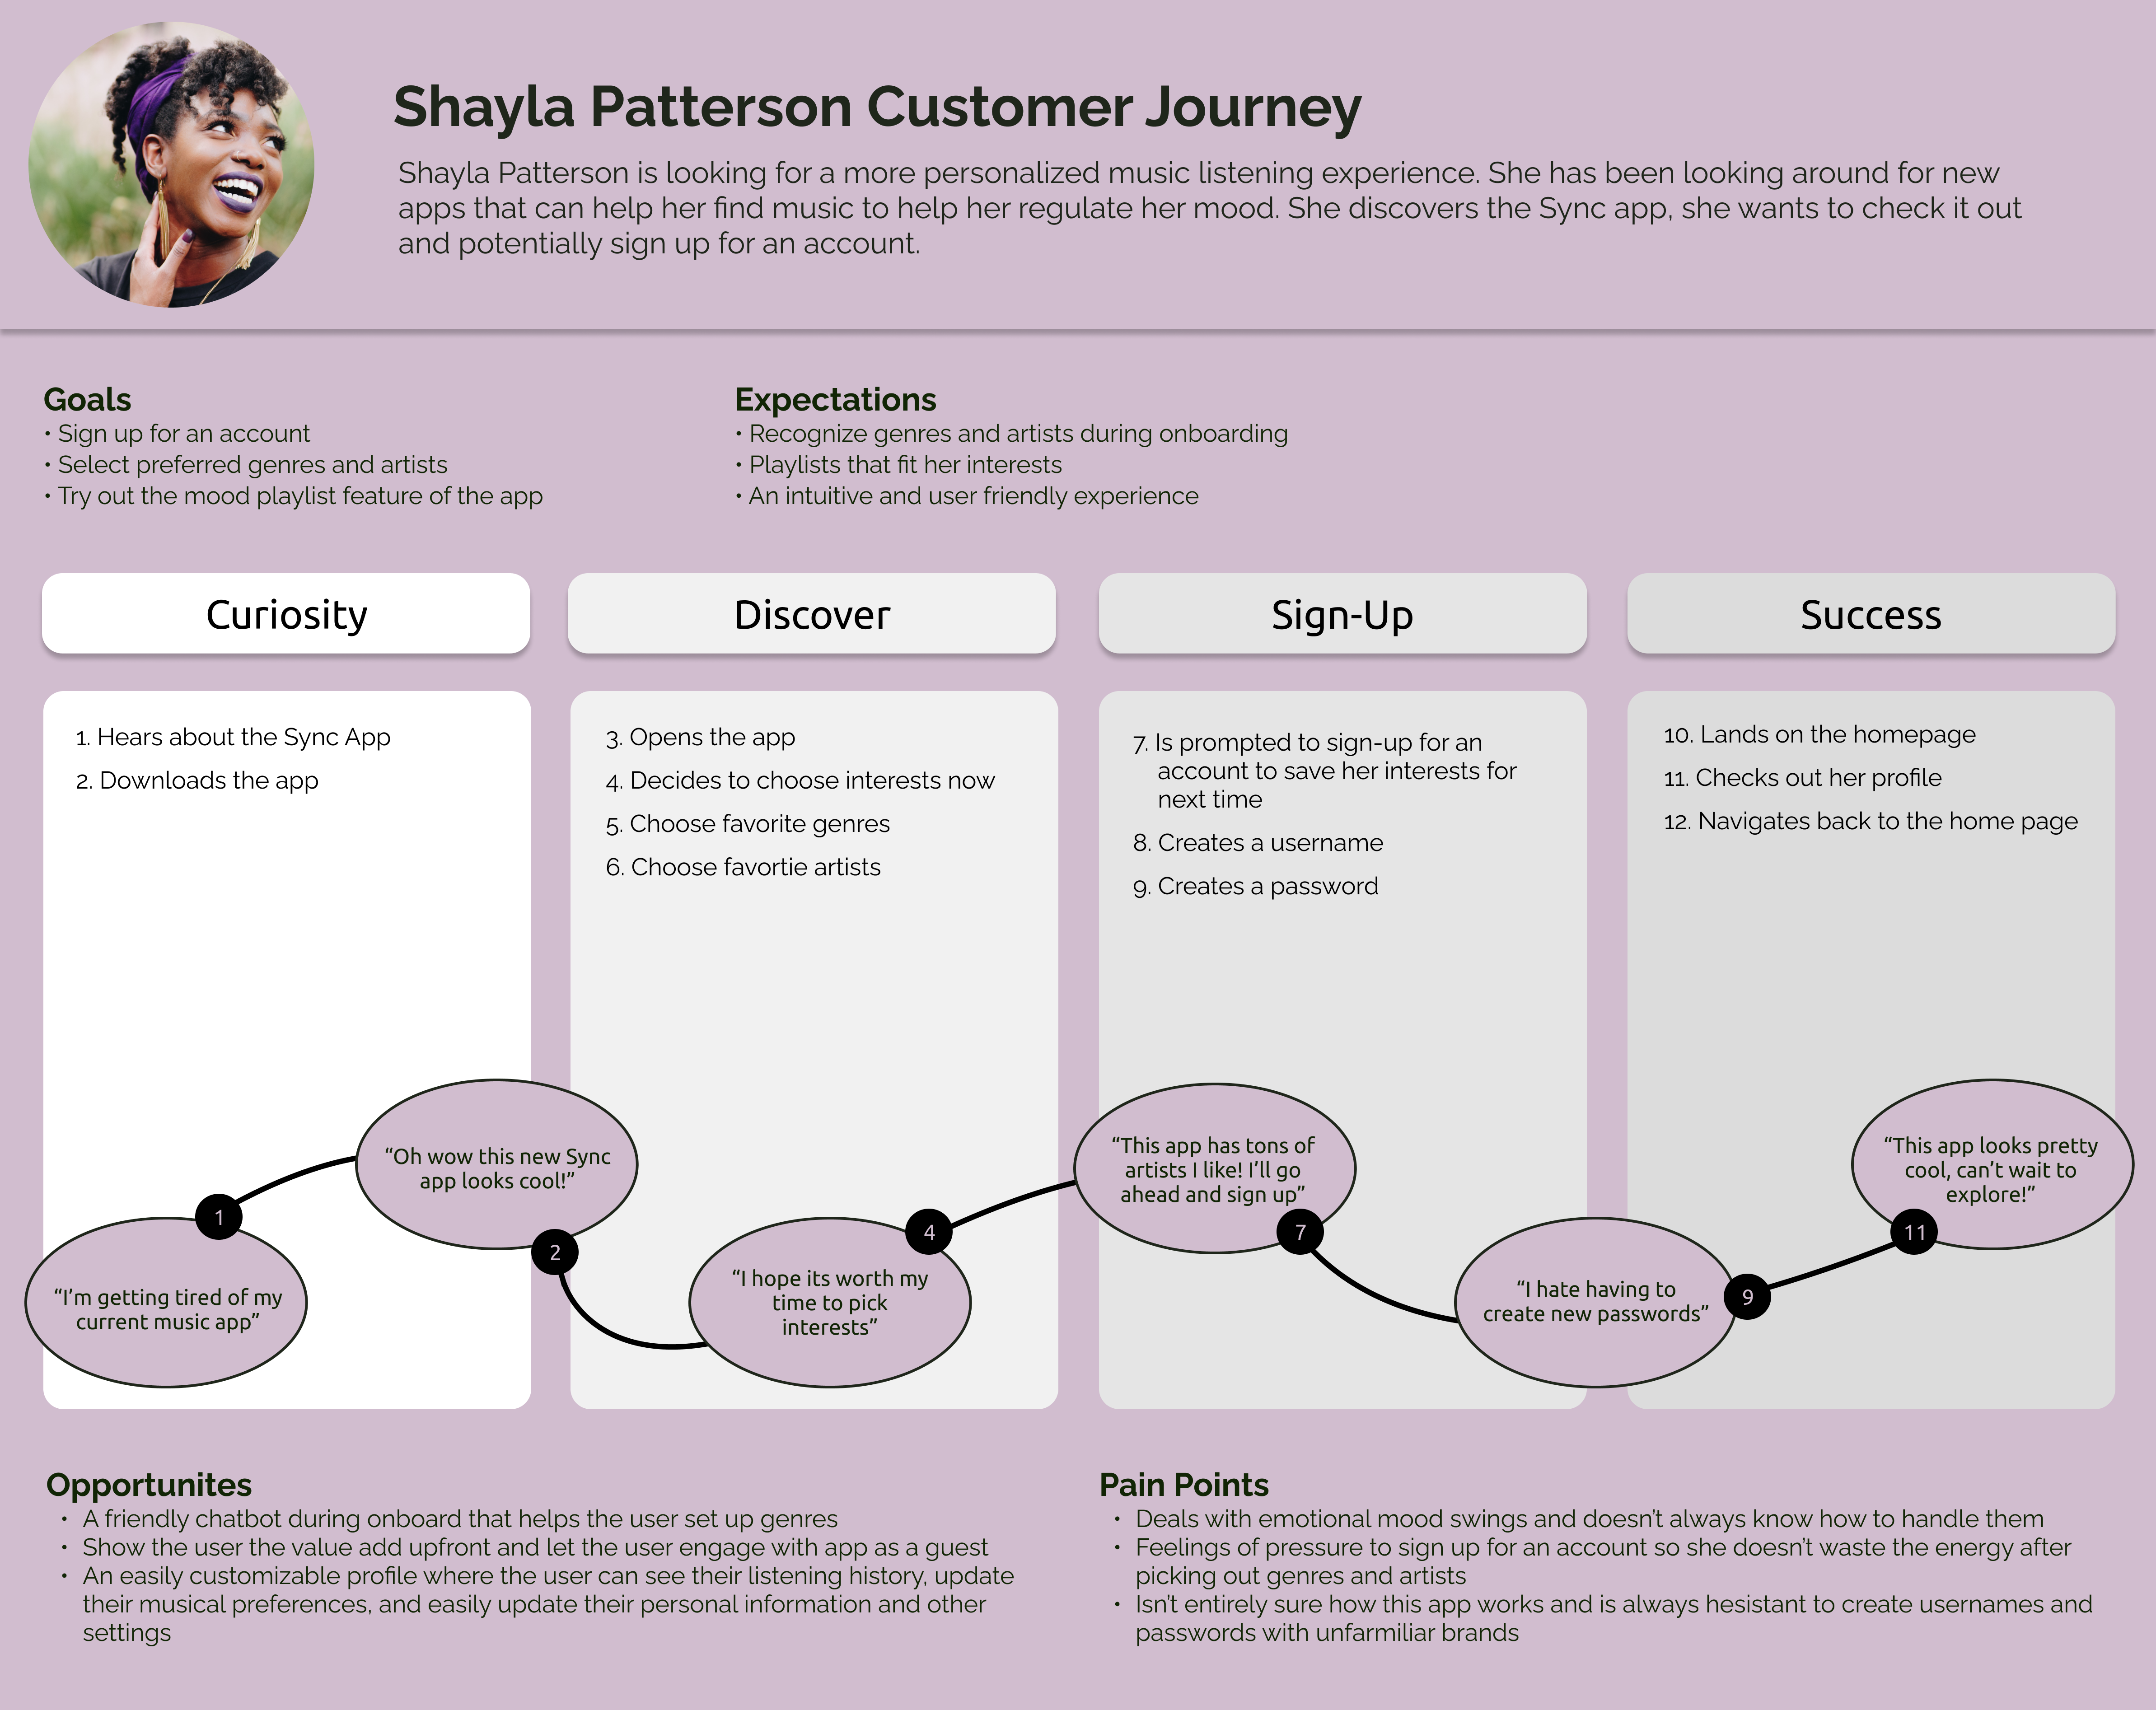 Shayla Patterson Customer Journey
Shayla Patterson is looking for a more personalized music listening experience. She has been looking around for new
apps that can help her find music to help her regulate her mood. She discovers the Sync app, she wants to check it out
and potentially sign up for an account.
Goals
• Sign up for an account
• Select preferred genres and artists
• Try out the mood playlist feature of the app
Expectations
• Recognize genres and artists during onboarding
• Playlists that fit her interests
• An intuitive and user friendly experience
Curiosity
Discover
Sign-Up
Success
1. Hears about the Sync App
2. Downloads the app
3. Opens the app
4. Decides to choose interests now
5. Choose favorite genres
6. Choose favortie artists
7. Is prompted to sign-up for an
account to save her interests for
next time
8. Creates a username
9. Creates a password
10. Lands on the homepage
11. Checks out her profile
12. Navigates back to the home page
1
“I’m getting tired of my
current music app”
“Oh wow this new Sync
app looks cool!”
2
4
“I hope its worth my
time to pick
interests”
“This app has tons of
artists I like! I’ll go
ahead and sign up”
7
“I hate having to
create new passwords”
9
“This app looks pretty
cool, can’t wait to
explore!”
11
Opportunites
• A friendly chatbot during onboard that helps the user set up genres
• Show the user the value add upfront and let the user engage with app as a guest
• An easily customizable profile where the user can see their listening history, update
their musical preferences, and easily update their personal information and other
settings
Pain Points
• Deals with emotional mood swings and doesn’t always know how to handle them
• Feelings of pressure to sign up for an account so she doesn’t waste the energy after
picking out genres and artists
• Isn’t entirely sure how this app works and is always hesistant to create usernames and
passwords with unfarmiliar brands